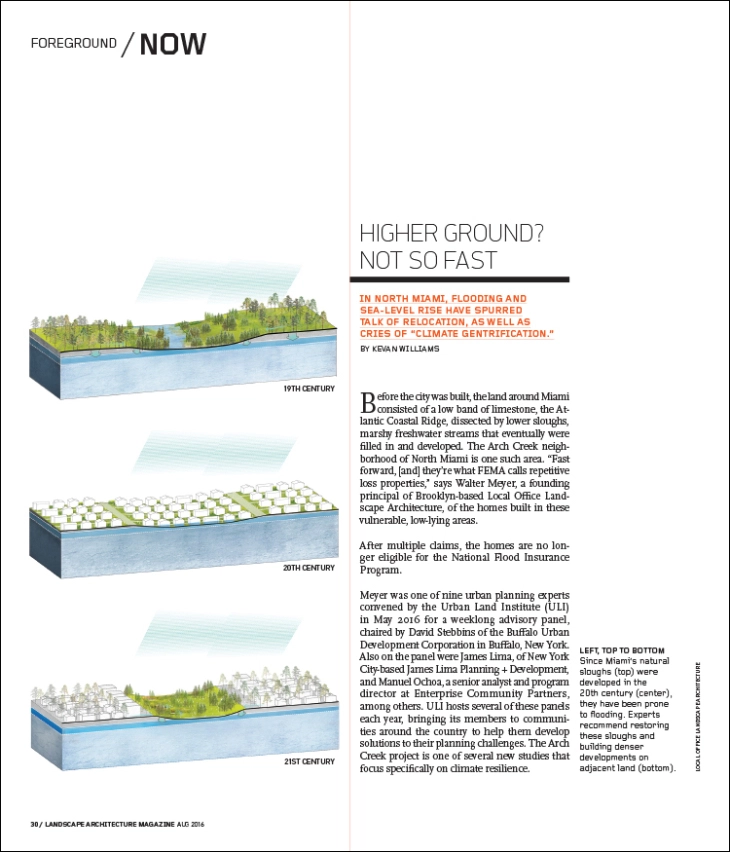 FOREGROUND / NOW
19TH CENTURY
20TH CENTURY
21ST CENTURY
HIGHER GROUND?
NOT SO FAST
IN NORTH MIAMI, FLOODING AND
SEA-LEVEL RISE HAVE SPURRED
TALK OF RELOCATION, AS WELL AS
CRIES OF “CLIMATE GENTRIFICATION.”
BY KEVAN WILLIAMS
Before the city was built, the land around Miami
consisted of a low band of limestone, the At-
lantic Coastal Ridge, dissected by lower sloughs,
marshy freshwater streams that eventually were
filled in and developed. The Arch Creek neigh-
borhood of North Miami is one such area. “Fast
forward, [and] they’re what FEMA calls repetitive
loss properties,” says Walter Meyer, a founding
principal of Brooklyn-based Local Office Land-
scape Architecture, of the homes built in these
vulnerable, low-lying areas.
After multiple claims, the homes are no lon-
ger eligible for the National Flood Insurance
Program.
Meyer was one of nine urban planning experts
convened by the Urban Land Institute (ULI)
in May 2016 for a weeklong advisory panel,
chaired by David Stebbins of the Buffalo Urban
Development Corporation in Buffalo, New York.
Also on the panel were James Lima, of New York
City-based James Lima Planning + Development,
and Manuel Ochoa, a senior analyst and program
director at Enterprise Community Partners,
among others. ULI hosts several of these panels
each year, bringing its members to communi-
ties around the country to help them develop
solutions to their planning challenges. The Arch
Creek project is one of several new studies that
focus specifically on climate resilience.
LEFT, TOP TO BOTTOM
Since Miami’s natural
sloughs (top) were
developed in the
20th century (center),
they have been prone
to flooding. Experts
recommend restoring
these sloughs and
building denser
developments on
adjacent land (bottom).
LOCAL OFFICE LANDSCAPE ARCHITECTURE
30/ LANDSCAPE ARCHITECTURE MAGAZINE AUG 2016